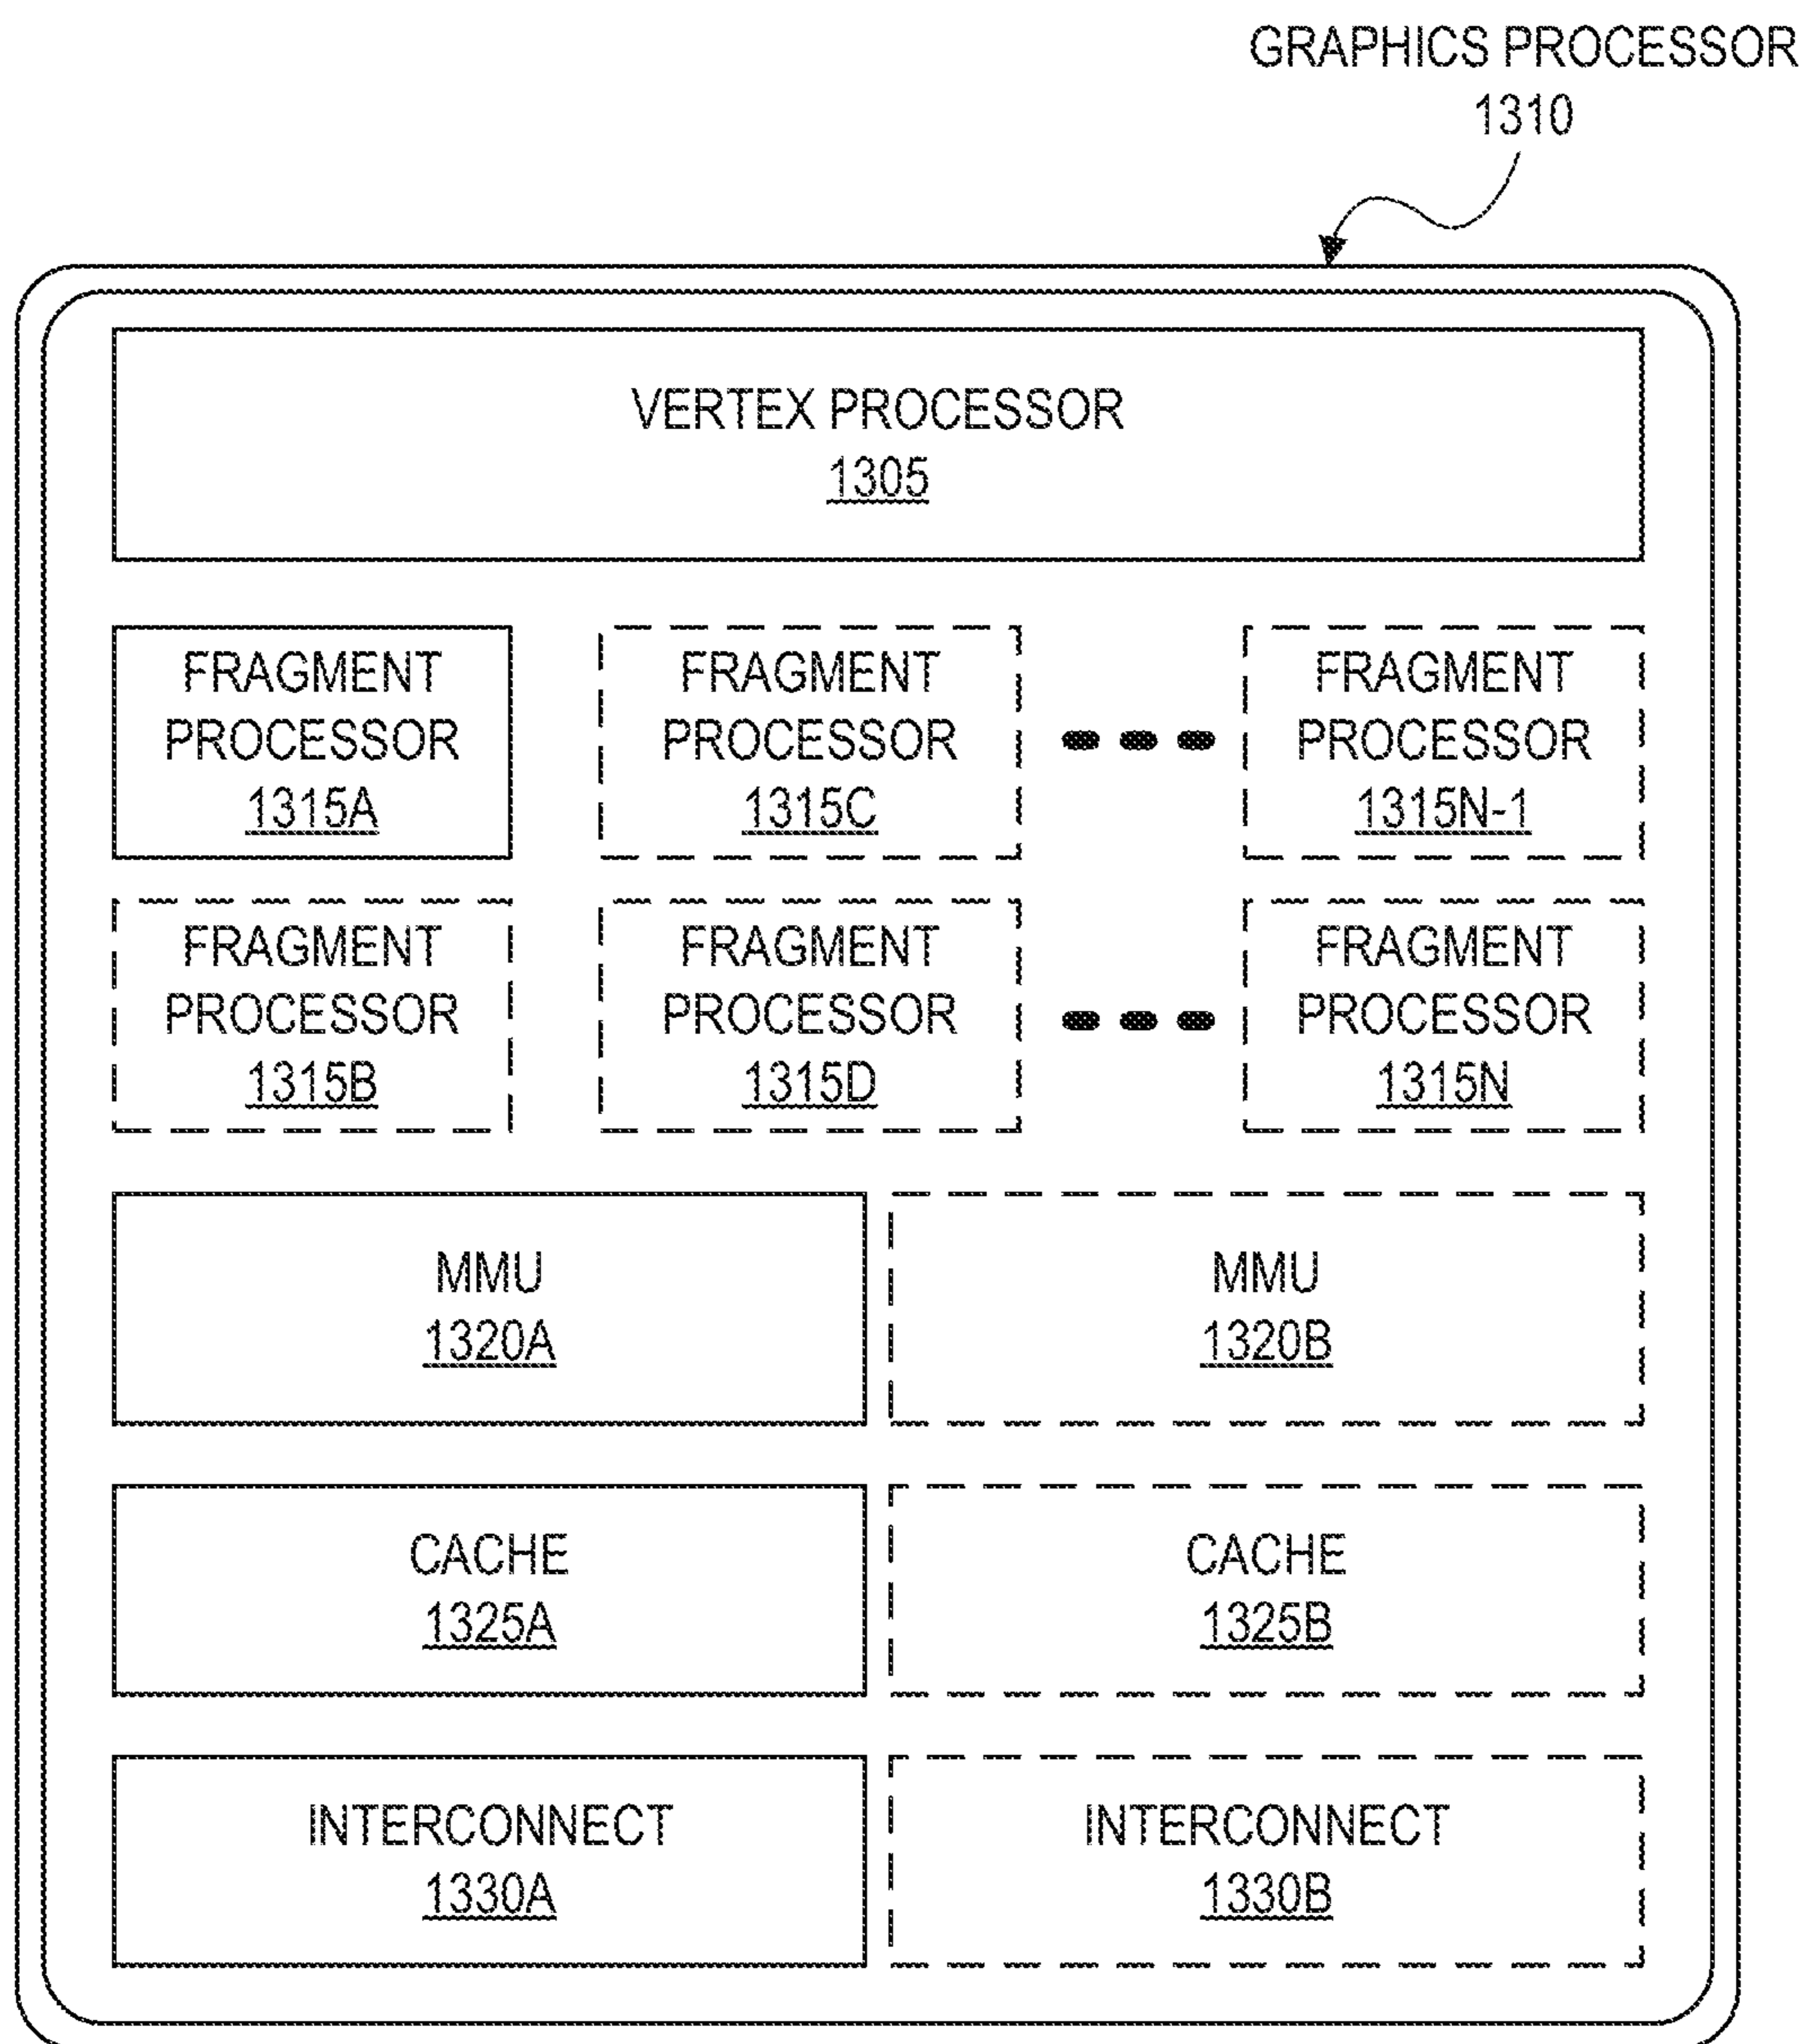 GRAPHICS PROCESSOR
1310
VERTEX PROCESSOR
1305
FRAGMENT
PROCESSOR
1315A
FRAGMENT
PROCESSOR
1315C
FRAGMENT
PROCESSOR
1315N-1
FRAGMENT
PROCESSOR
1315B
FRAGMENT
PROCESSOR
1315D
FRAGMENT
PROCESSOR
1315N
MMU
1320A
MMU
1320B
CACHE
1325A
CACHE
1325B
INTERCONNECT
1330A
INTERCONNECT
1330B